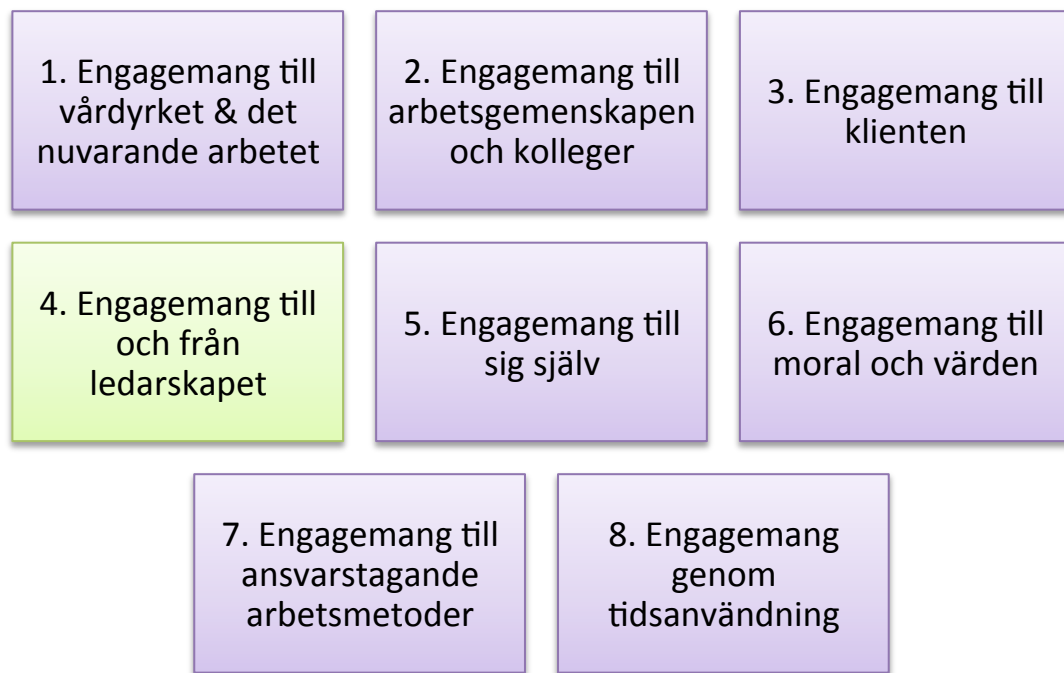 1. Engagemang till
vårdyrket & det
nuvarande arbetet
2. Engagemang till
arbetsgemenskapen
och kolleger
3. Engagemang till
klienten
4. Engagemang till
och från
ledarskapet
5. Engagemang till
sig själv
6. Engagemang till
moral och värden
7. Engagemang till
ansvarstagande
arbetsmetoder
8. Engagemang
genom
tidsanvändning